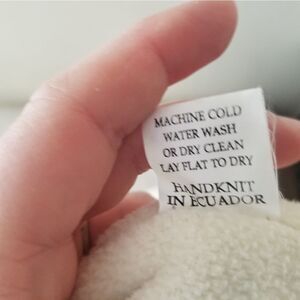 MACHINE COLD
WATER WASH
OR DRY CLEAN
LAY FLAT TO DRY
HANDKNIT
IN ECUADOR